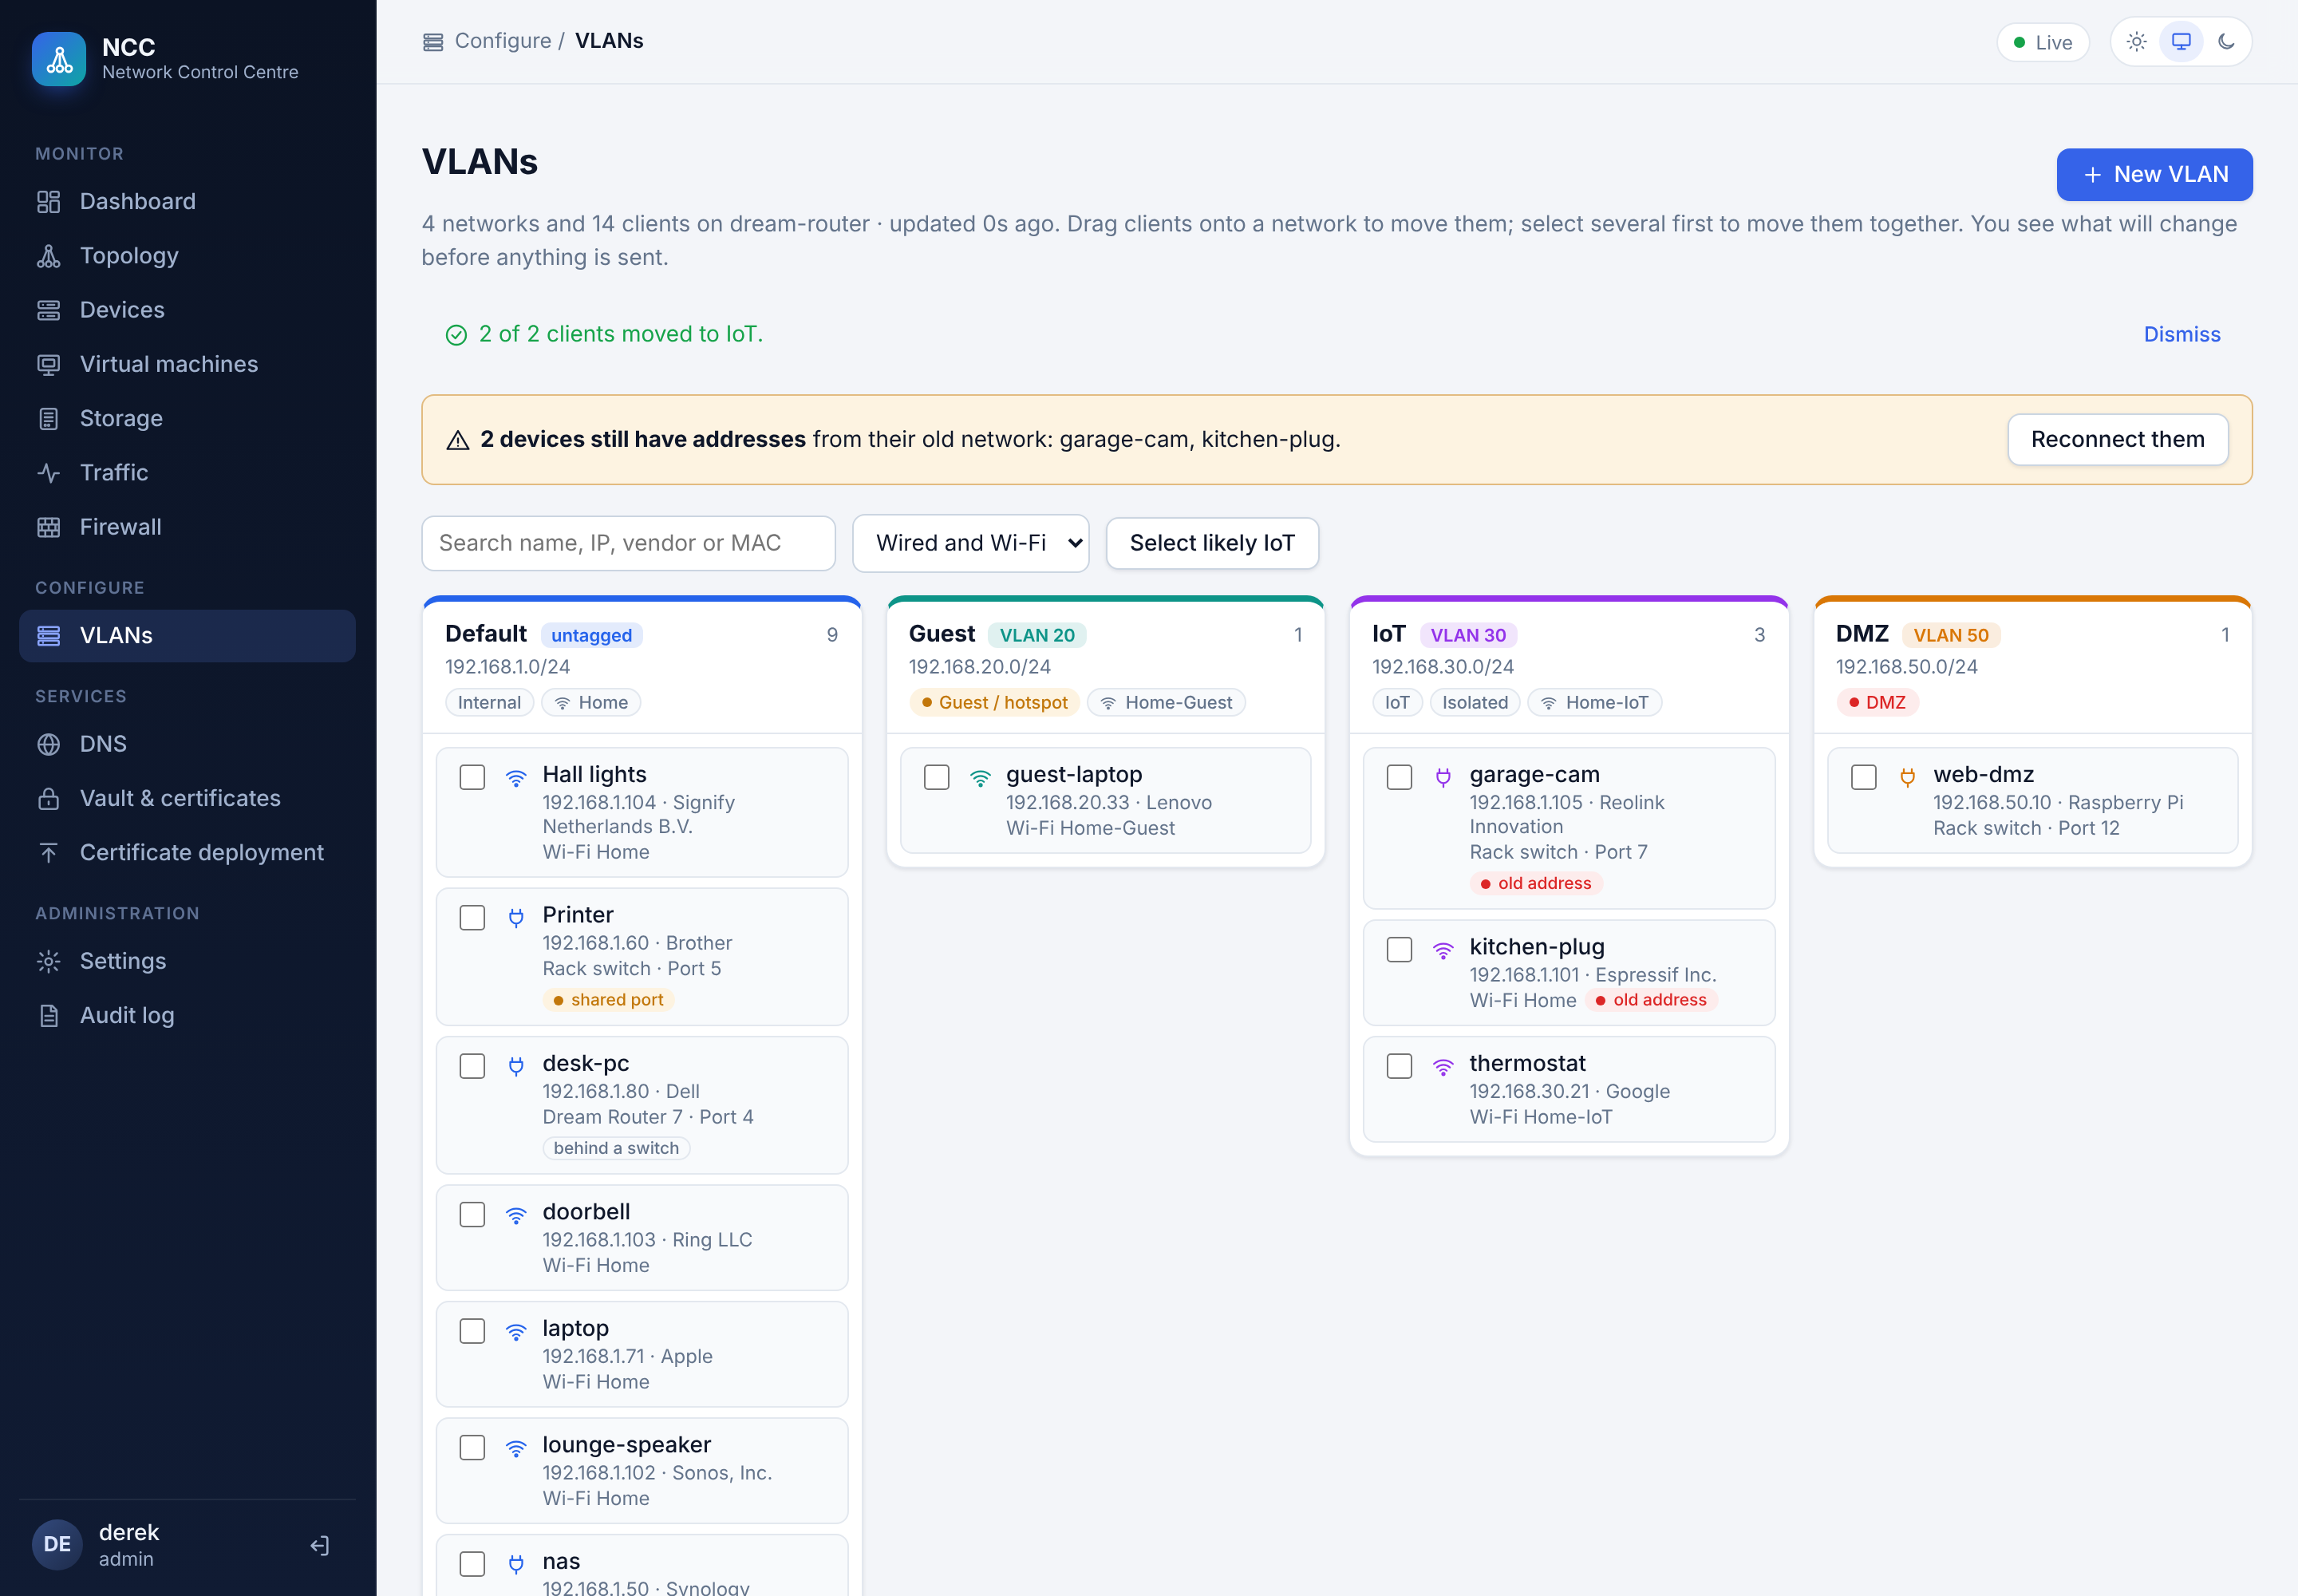 NCC
Network Control Centre
MONITOR
Dashboard
Topology
Devices
Virtual machines
Storage
Traffic
Firewall
CONFIGURE
VLANs
SERVICES
DNS
Vault & certificates
Certificate deployment
ADMINISTRATION
Settings
Audit log
DE
derek
admin
Configure / VLANs
Live
VLANs
+ New VLAN
4 networks and 14 clients on dream-router · updated 0s ago. Drag clients onto a network to move them; select several first to move them together. You see what will change
before anything is sent.
2 of 2 clients moved to IoT.
Dismiss
2 devices still have addresses from their old network: garage-cam, kitchen-plug.
Reconnect them
Search name, IP, vendor or MAC
Wired and Wi-Fi
Select likely IoT
Default untagged 9
192.168.1.0/24
Internal Home
Hall lights
192.168.1.104 · Signify
Netherlands B.V.
Wi-Fi Home
Printer
192.168.1.60 · Brother
Rack switch · Port 5
shared port
desk-pc
192.168.1.80 · Dell
Dream Router 7 · Port 4
behind a switch
doorbell
192.168.1.103 · Ring LLC
Wi-Fi Home
laptop
192.168.1.71 · Apple
Wi-Fi Home
lounge-speaker
192.168.1.102 · Sonos, Inc.
Wi-Fi Home
nas
192.168.1.50 · Synology
Guest VLAN 20 1
192.168.20.0/24
Guest / hotspot Home-Guest
guest-laptop
192.168.20.33 · Lenovo
Wi-Fi Home-Guest
IoT VLAN 30 3
192.168.30.0/24
IoT Isolated Home-IoT
garage-cam
192.168.1.105 · Reolink
Innovation
Rack switch · Port 7
old address
kitchen-plug
192.168.1.101 · Espressif Inc.
Wi-Fi Home old address
thermostat
192.168.30.21 · Google
Wi-Fi Home-IoT
DMZ VLAN 50 1
192.168.50.0/24
DMZ
web-dmz
192.168.50.10 · Raspberry Pi
Rack switch · Port 12